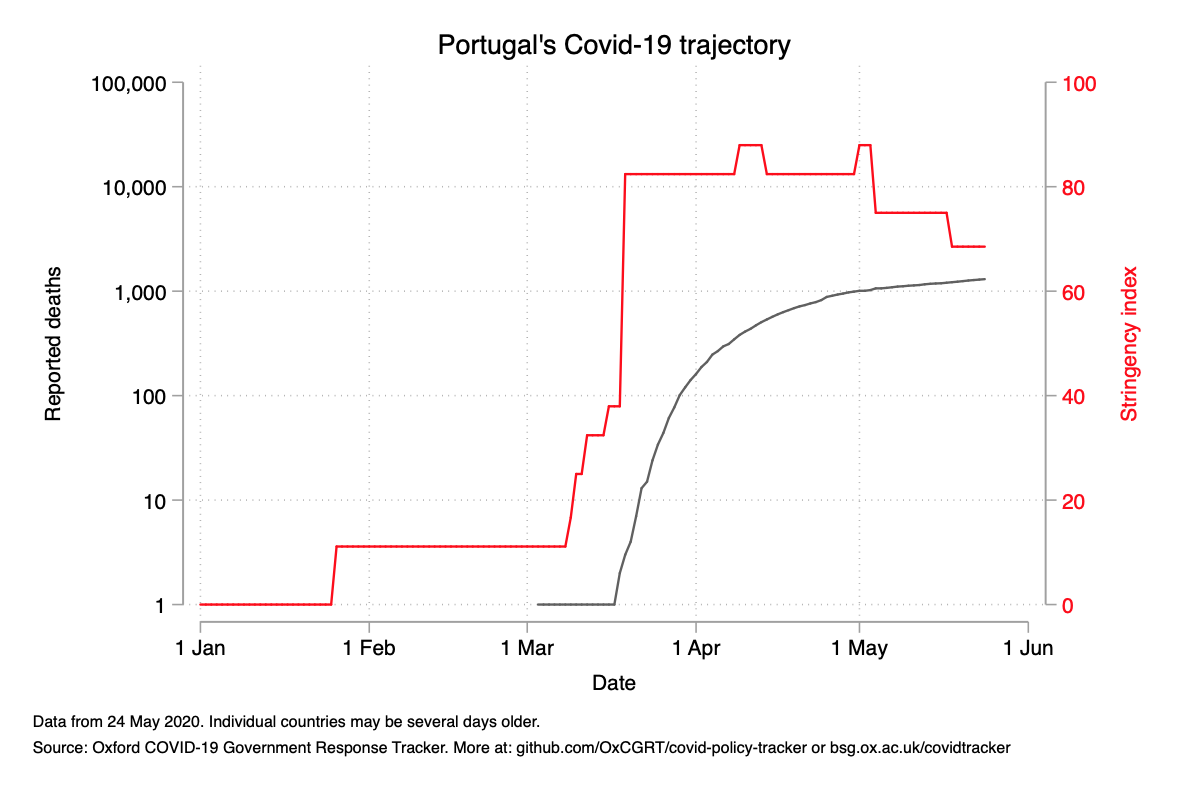 Portugal's Covid-19 trajectory
100,000
10,000
1,000
100
10
1
Reported deaths
100
80
60
40
20
0
Stringency index
1 Jan
1 Feb
1 Mar
1 Apr
1 May
1 Jun
Date
Data from 24 May 2020. Individual countries may be several days older.
Source: Oxford COVID-19 Government Response Tracker. More at: github.com/OxCGRT/covid-policy-tracker or bsg.ox.ac.uk/covidtracker